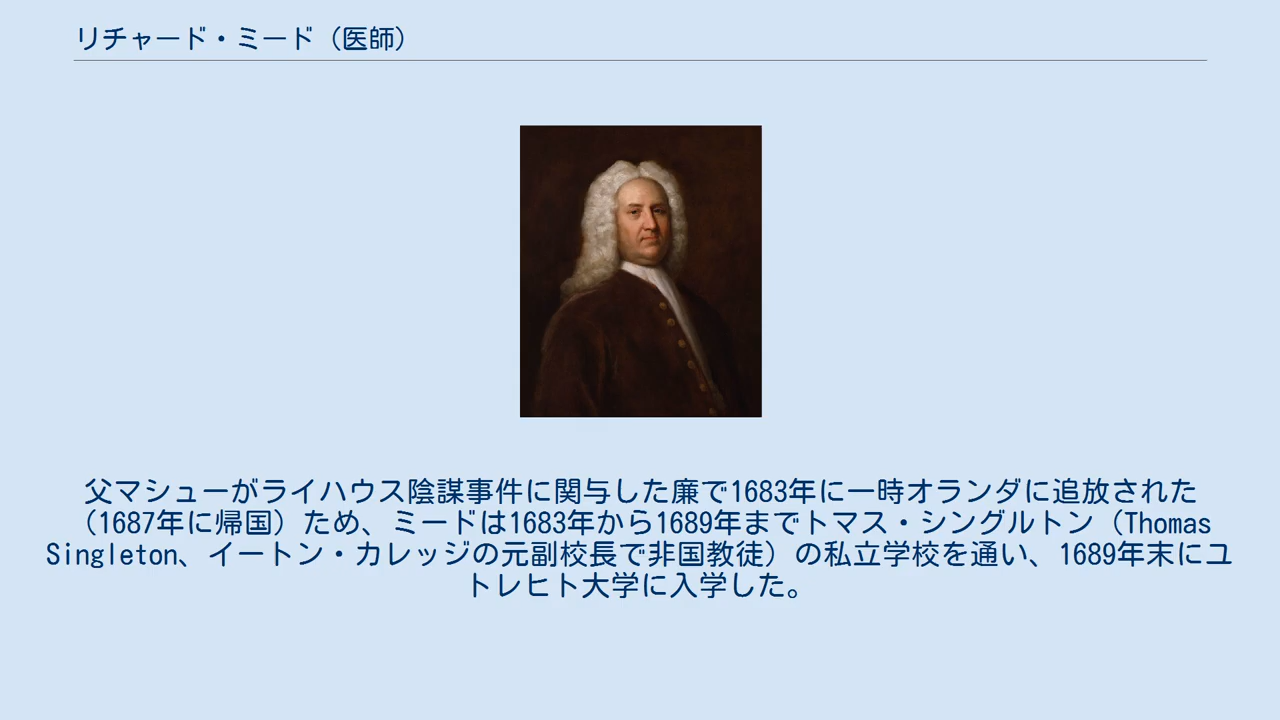 リチャード・ミード（医師）
父マシューがライハウス陰謀事件に関与した廉で1683年に一時オランダに追放された
（1687年に帰国）ため、ミードは1683年から1689年までトマス・シングルトン（Thomas
Singleton、イートン・カレッジの元副校長で非国教徒）の私立学校を通い、1689年末にユ
トレヒト大学に入学した。